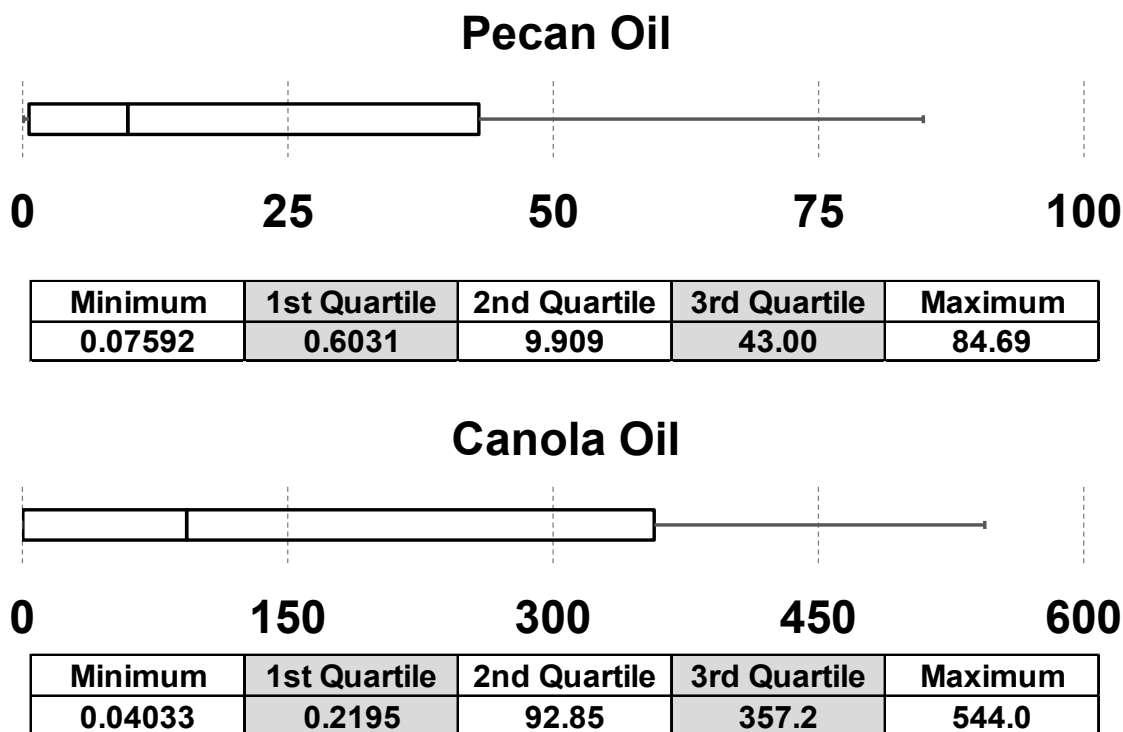 Pecan Oil
0 25 50 75 100
Minimum 1st Quartile 2nd Quartile 3rd Quartile Maximum
0.07592 0.6031 9.909 43.00 84.69
Canola Oil
0 150 300 450 600
Minimum 1st Quartile 2nd Quartile 3rd Quartile Maximum
0.04033 0.2195 92.85 357.2 544.0